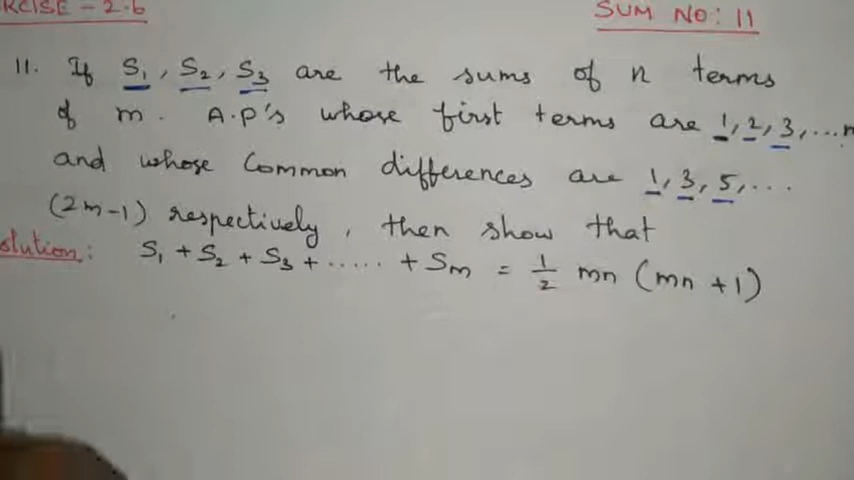 RCISE - 2.6
SUM NO: 11
11. If S₁, S₂, S₃ are the sums of n terms
of m. A.P's whose first terms are 1, 2, 3, ...
and whose common differences are 1, 3, 5, ...
(2m-1) respectively, then show that
olution: S₁ + S₂ + S₃ + ..... + Sm = 1/2 mn (mn + 1)